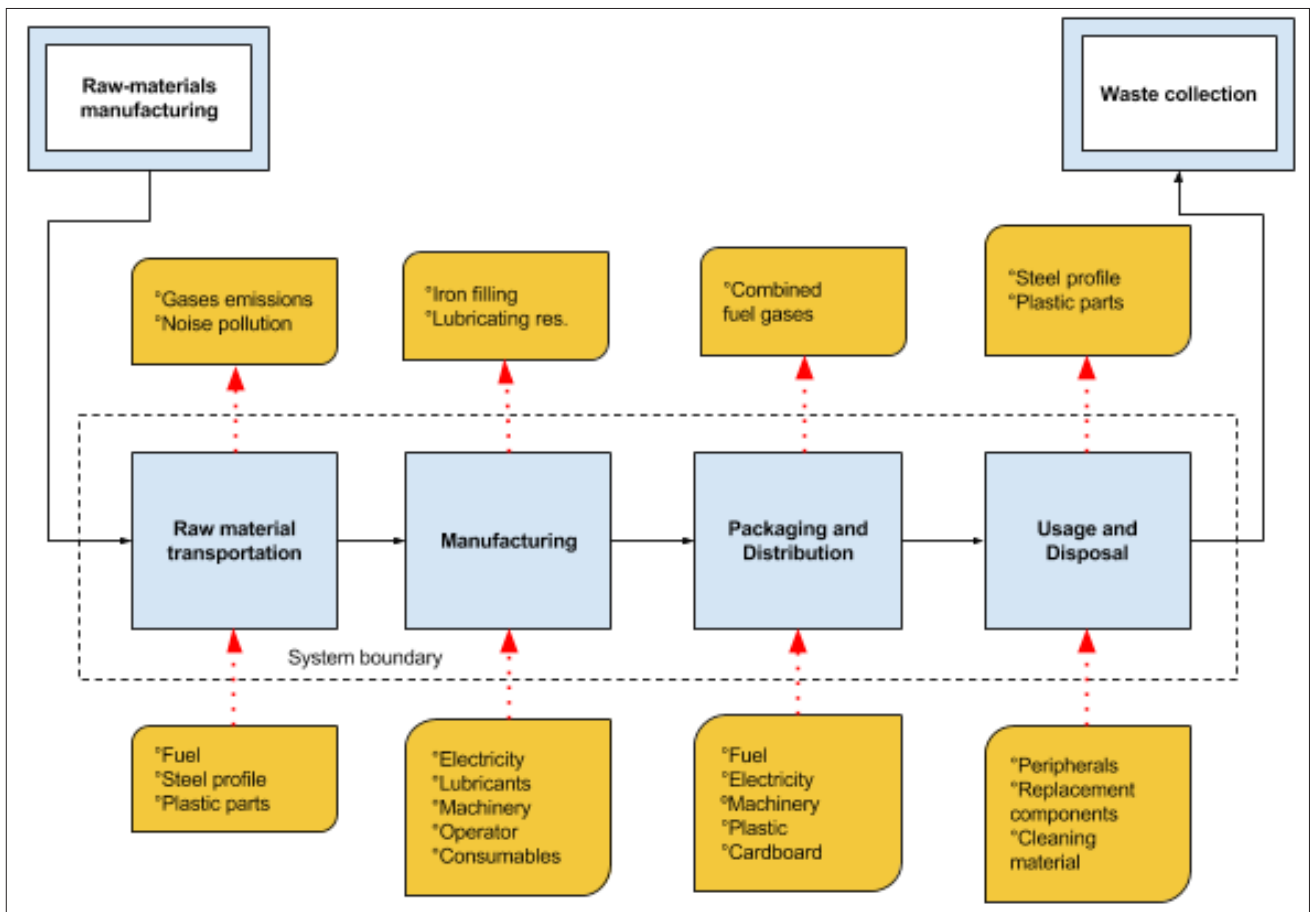 Raw-materials
manufacturing
Waste collection
°Gases emissions
°Noise pollution
°Iron filling
°Lubricating res.
°Combined
fuel gases
°Steel profile
°Plastic parts
Raw material
transportation
Manufacturing
Packaging and
Distribution
Usage and
Disposal
System boundary
°Fuel
°Steel profile
°Plastic parts
°Electricity
°Lubricants
°Machinery
°Operator
°Consumables
°Fuel
°Electricity
ºMachinery
°Plastic
°Cardboard
°Peripherals
°Replacement
components
°Cleaning
material